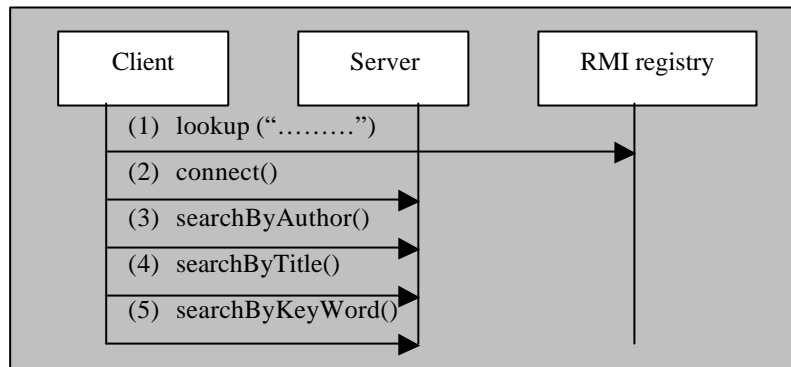 Client Server RMI registry
(1) lookup (“………”)
(2) connect()
(3) searchByAuthor()
(4) searchByTitle()
(5) searchByKeyWord()